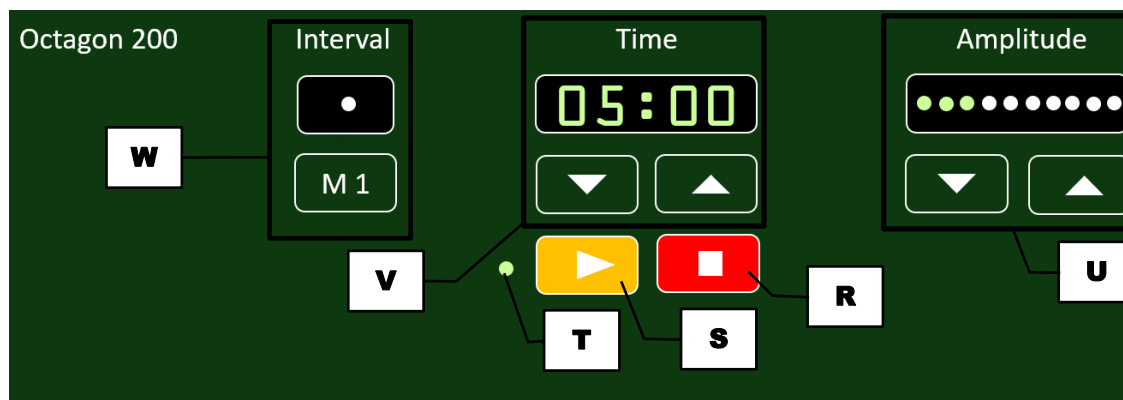 Octagon 200
Interval
Time
Amplitude
05:00
W
M 1
V
U
R
T
S